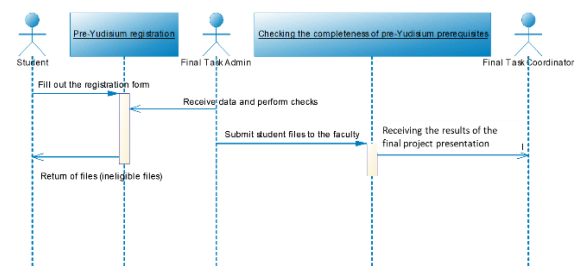 Pre-Yudisium registration
Checking the completeness of pre-Yudisium prerequisites
Student
Final Task Admin
Final Task Coordinator
Fill out the registration form
Receive data and perform checks
Submit student files to the faculty
Receiving the results of the
final project presentation
Return of files (ineligible files)